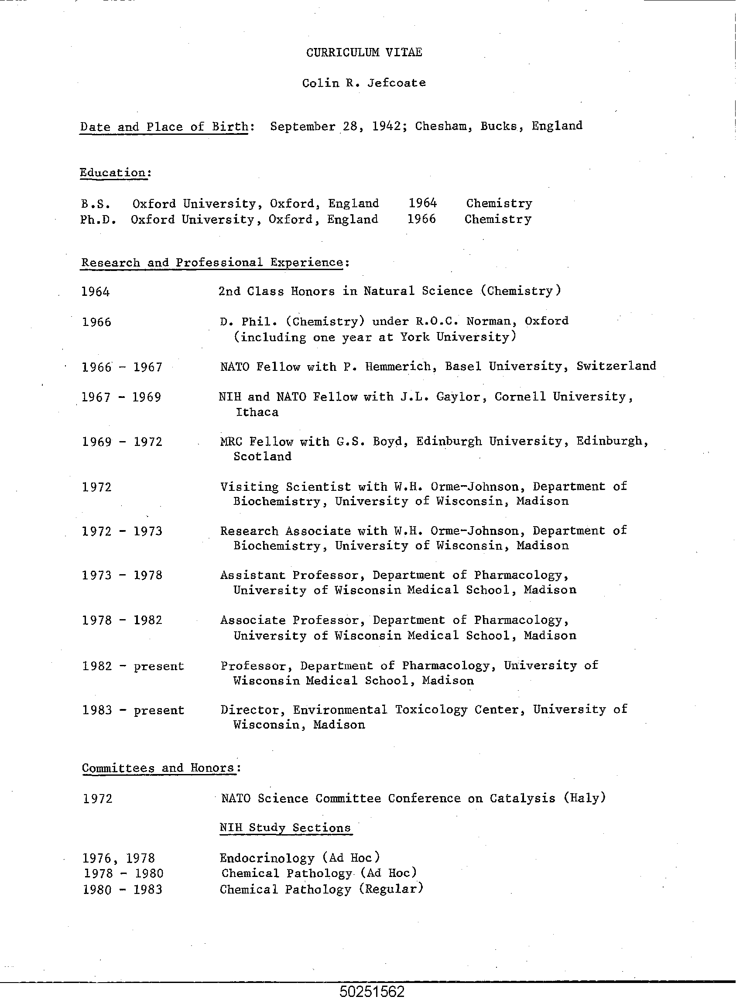 CURRICULUM VITAE
Colin R. Jefcoate
Date and Place of Birth: September 28, 1942; Chesham, Bucks, England
Education:
B.S. Oxford University, Oxford, England 1964 Chemistry
Ph.D. Oxford University, Oxford, England 1966 Chemistry
Research and Professional Experience:
1964 2nd Class Honors in Natural Science (Chemistry)
1966 D. Phil. (Chemistry) under R.O.C. Norman, Oxford
(including one year at York University)
1966 - 1967 NATO Fellow with P. Hemmerich, Basel University, Switzerland
1967 - 1969 NIH and NATO Fellow with J.L. Gaylor, Cornell University,
Ithaca
1969 - 1972 MRC Fellow with G.S. Boyd, Edinburgh University, Edinburgh,
Scotland
1972 Visiting Scientist with W.H. Orme-Johnson, Department of
Biochemistry, University of Wisconsin, Madison
1972 - 1973 Research Associate with W.H. Orme-Johnson, Department of
Biochemistry, University of Wisconsin, Madison
1973 - 1978 Assistant Professor, Department of Pharmacology,
University of Wisconsin Medical School, Madison
1978 - 1982 Associate Professor, Department of Pharmacology,
University of Wisconsin Medical School, Madison
1982 - present Professor, Department of Pharmacology, University of
Wisconsin Medical School, Madison
1983 - present Director, Environmental Toxicology Center, University of
Wisconsin, Madison
Committees and Honors:
1972 NATO Science Committee Conference on Catalysis (Haly)
NIH Study Sections
1976, 1978 Endocrinology (Ad Hoc)
1978 - 1980 Chemical Pathology (Ad Hoc)
1980 - 1983 Chemical Pathology (Regular)
50251562